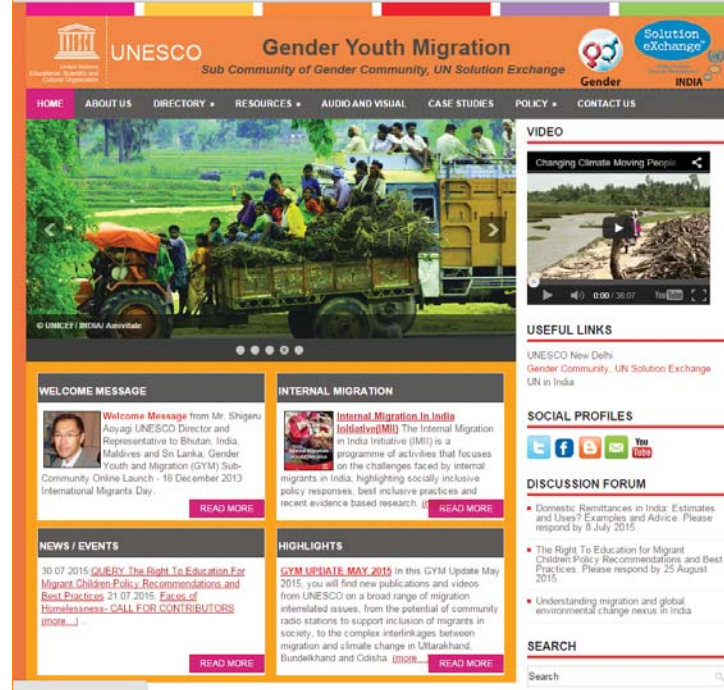 United Nations
Educational, Scientific and
Cultural Organization
UNESCO
Gender Youth Migration
Sub Community of Gender Community, UN Solution Exchange
Gender
Solution
eXchange
INDIA
HOME ABOUT US DIRECTORY » RESOURCES » AUDIO AND VISUAL CASE STUDIES POLICY » CONTACT US
© UNICEF / INDIA/ Amovitale
WELCOME MESSAGE
Welcome Message from Mr. Shigeru
Aoyagi UNESCO Director and
Representative to Bhutan, India,
Maldives and Sri Lanka, Gender
Youth and Migration (GYM) Sub-
Community Online Launch - 18 December 2013
International Migrants Day.
READ MORE
INTERNAL MIGRATION
Internal Migration In India
Initiative(IMII) The Internal Migration
in India Initiative (IMII) is a
programme of activities that focuses
on the challenges faced by internal
migrants in India, highlighting socially inclusive
policy responses, best inclusive practices and
recent evidence based research.
READ MORE
NEWS / EVENTS
30.07.2015:QUERY The Right To Education For
Migrant Children-Policy Recommendations and
Best Practices 21.07.2015: Faces of
Homelessness- CALL FOR CONTRIBUTORS
(more...)
READ MORE
HIGHLIGHTS
GYM UPDATE MAY 2015 In this GYM Update May
2015, you will find new publications and videos
from UNESCO on a broad range of migration
interrelated issues, from the potential of community
radio stations to support inclusion of migrants in
society, to the complex interlinkages between
migration and climate change in Uttarakhand,
Bundelkhand and Odisha. (more
READ MORE
VIDEO
Changing Climate Moving People
0:00 / 36:07 YouTube
USEFUL LINKS
UNESCO New Delhi
Gender Community, UN Solution Exchange
UN in India
SOCIAL PROFILES
You
Tube
DISCUSSION FORUM
Domestic Remittances in India: Estimates
and Uses? Examples and Advice. Please
respond by 8 July 2015.
The Right To Education for Migrant
Children:Policy Recommendations and Best
Practices. Please respond by 25 August
2015.
Understanding migration and global
environmental change nexus in India
SEARCH
Search